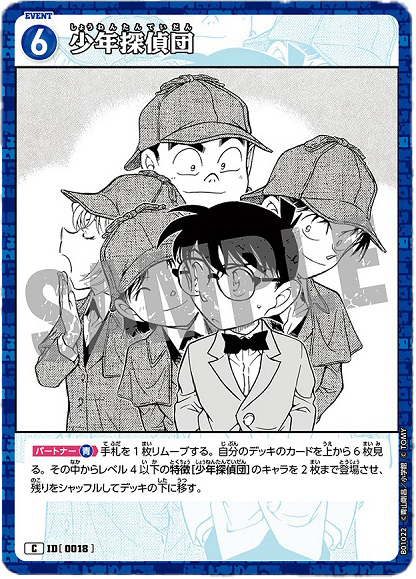 EVENT
6
しょうねんたんていだん
少年探偵団
SAMPLE
パートナー 青 手札を1枚リムーブする。自分のデッキのカードを上から6枚見
る。その中からレベル4以下の特徴[少年探偵団]のキャラを2枚まで登場させ、
残りをシャッフルしてデッキの下に移す。
C ID[0018]
B01022 ©青山剛昌/小学館 © TOMY